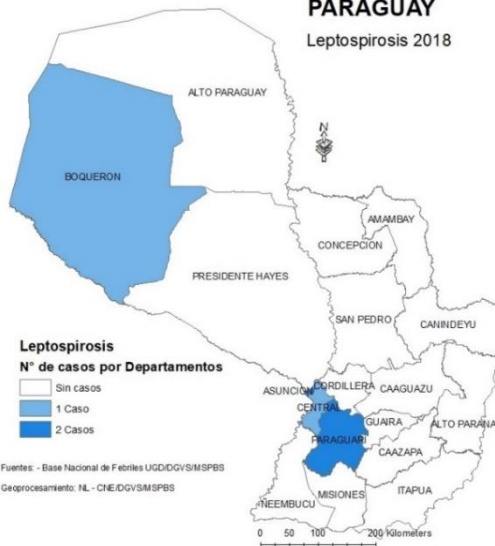 PARAGUAY
Leptospirosis 2018
N
ALTO PARAGUAY
BOQUERON
AMAMBAY
CONCEPCION
PRESIDENTE HAYES
SAN PEDRO
CANINDEYU
Leptospirosis
N° de casos por Departamentos
Sin casos
1 Caso
2 Casos
ASUNCION
CORDILLERA
CAAGUAZU
CENTRAL
GUAIRA
ALTO PARANA
PARAGUARI
CAAZAPA
Fuentes: - Base Nacional de Febriles UGD/DGVS/MSPBS
Geoprocesamiento: NL - CNE/DGVS/MSPBS
ÑEEMBUCU
MISIONES
ITAPUA
0 50 100 200 Kilometers